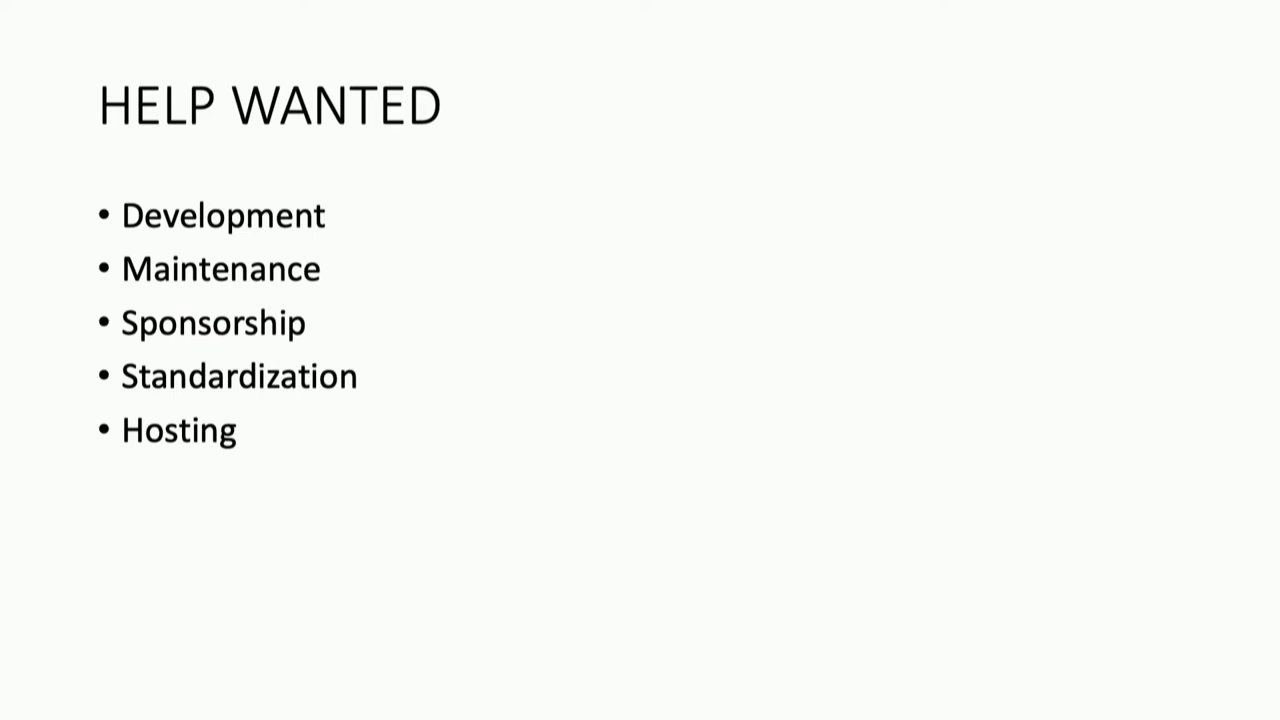 HELP WANTED
• Development
• Maintenance
• Sponsorship
• Standardization
• Hosting